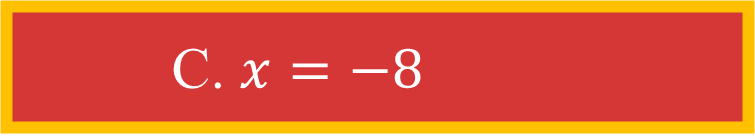 C. x = −8